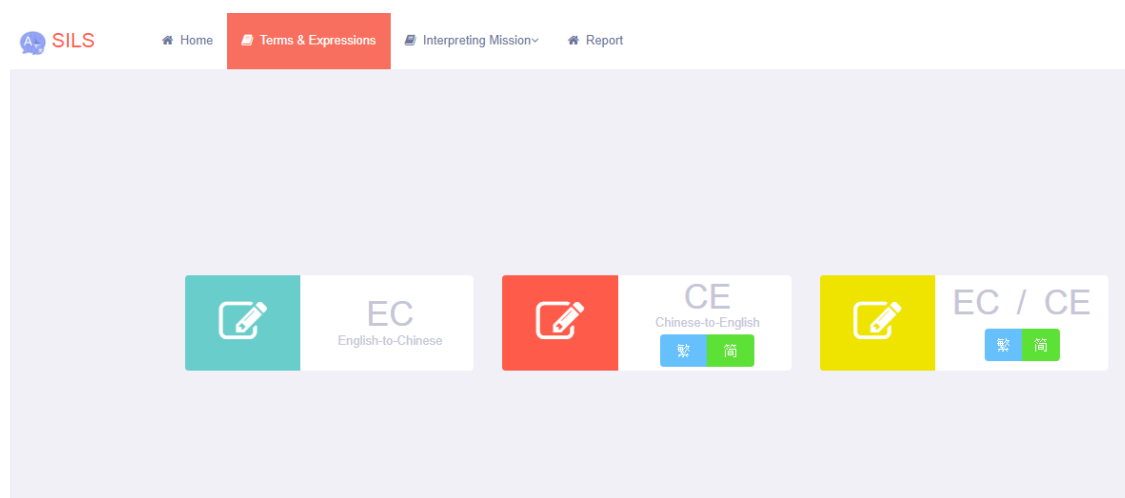 SILS Home Terms & Expressions Interpreting Mission Report
EC
English-to-Chinese
CE
Chinese-to-English
繁 简
EC / CE
繁 简